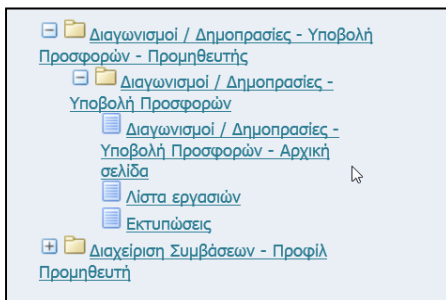 Διαγωνισμοί / Δημοπρασίες - Υποβολή
Προσφορών - Προμηθευτής
Διαγωνισμοί / Δημοπρασίες -
Υποβολή Προσφορών
Διαγωνισμοί / Δημοπρασίες -
Υποβολή Προσφορών - Αρχική
σελίδα
Λίστα εργασιών
Εκτυπώσεις
Διαχείριση Συμβάσεων - Προφίλ
Προμηθευτή